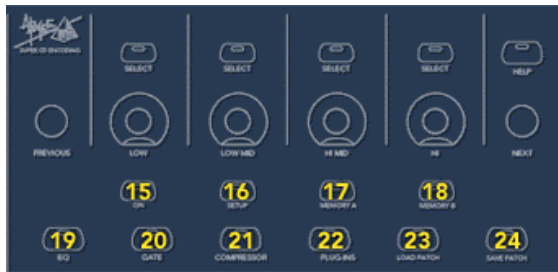 SUPER CD ENCODING
SELECT SELECT SELECT SELECT
HELP
PREVIOUS LOW LOW MID HI MID HI NEXT
15 16 17 18
ON SETUP MEMORY A MEMORY B
19 20 21 22 23 24
EQ GATE COMPRESSOR PLUG-INS LOAD PATCH SAVE PATCH